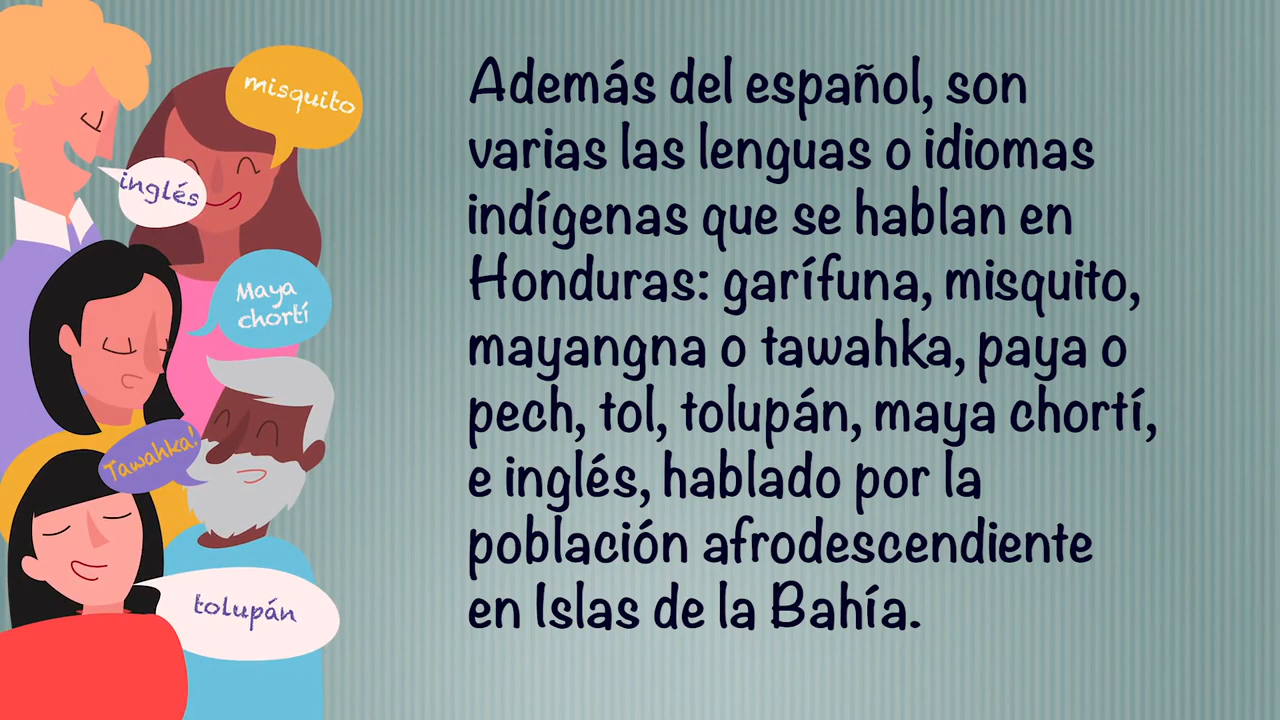 misquito
inglés
Maya
chortí
Tawahka!
tolupán
Además del español, son
varias las lenguas o idiomas
indígenas que se hablan en
Honduras: garífuna, misquito,
mayangna o tawahka, paya o
pech, tol, tolupán, maya chortí,
e inglés, hablado por la
población afrodescendiente
en Islas de la Bahía.